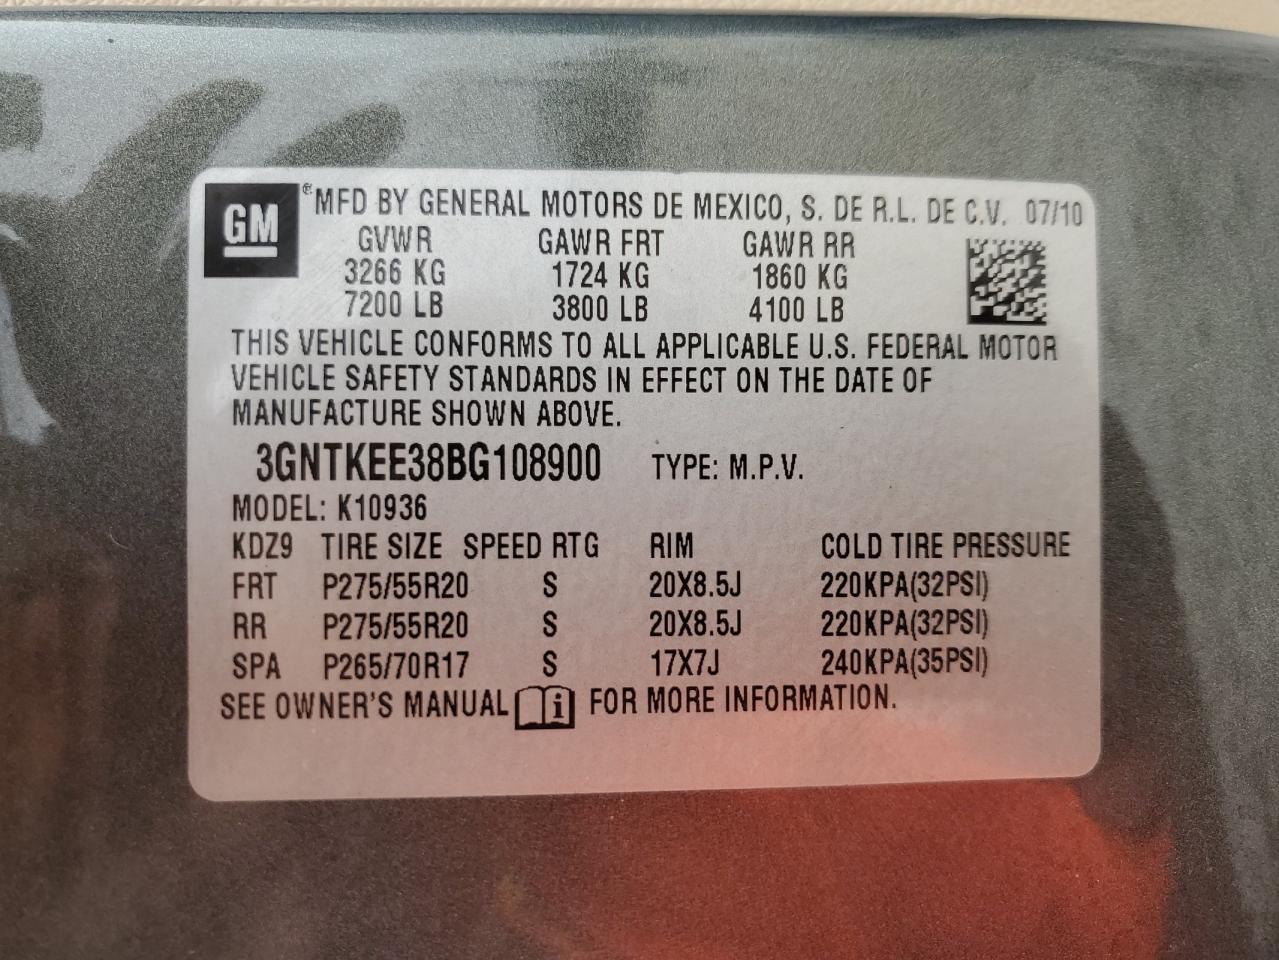 GM ® MFD BY GENERAL MOTORS DE MEXICO, S. DE R.L. DE C.V. 07/10
GVWR GAWR FRT GAWR RR
3266 KG 1724 KG 1860 KG
7200 LB 3800 LB 4100 LB
THIS VEHICLE CONFORMS TO ALL APPLICABLE U.S. FEDERAL MOTOR
VEHICLE SAFETY STANDARDS IN EFFECT ON THE DATE OF
MANUFACTURE SHOWN ABOVE.
3GNTKEE38BG108900 TYPE: M.P.V.
MODEL: K10936
KDZ9 TIRE SIZE SPEED RTG RIM COLD TIRE PRESSURE
FRT P275/55R20 S 20X8.5J 220KPA(32PSI)
RR P275/55R20 S 20X8.5J 220KPA(32PSI)
SPA P265/70R17 S 17X7J 240KPA(35PSI)
SEE OWNER'S MANUAL i FOR MORE INFORMATION.